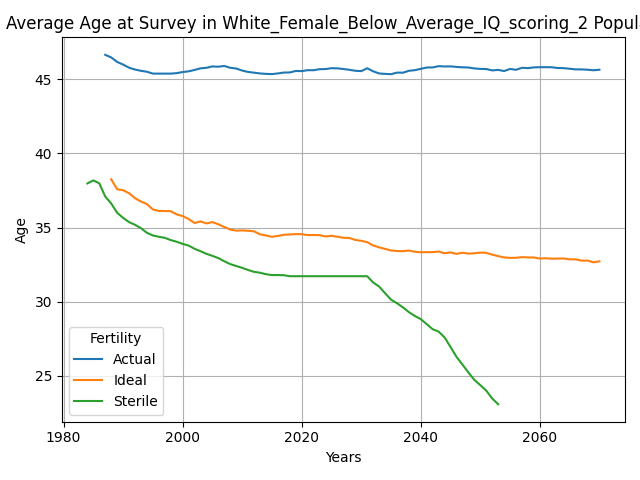 Average Age at Survey in White_Female_Below_Average_IQ_scoring_2 Popul
Age
45
40
35
30
25
Fertility
Actual
Ideal
Sterile
1980 2000 2020 2040 2060
Years